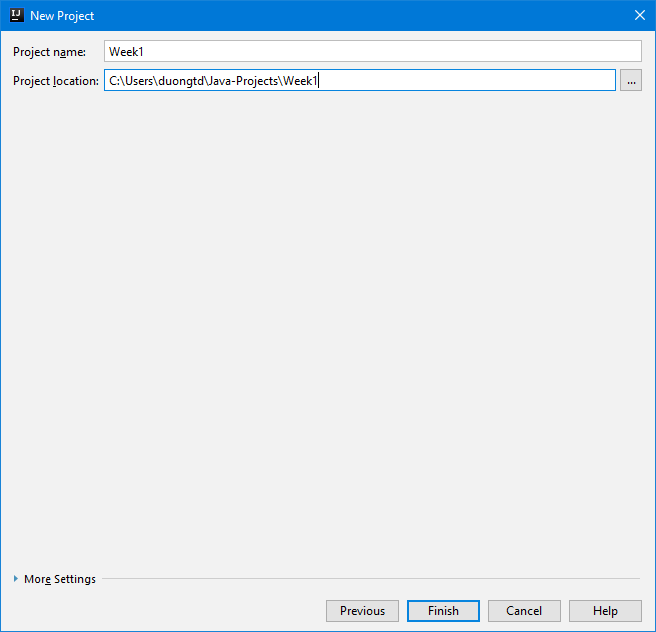 IJ New Project
Project name: Week1
Project location: C:\Users\duongtd\Java-Projects\Week1 ...
More Settings
Previous Finish Cancel Help